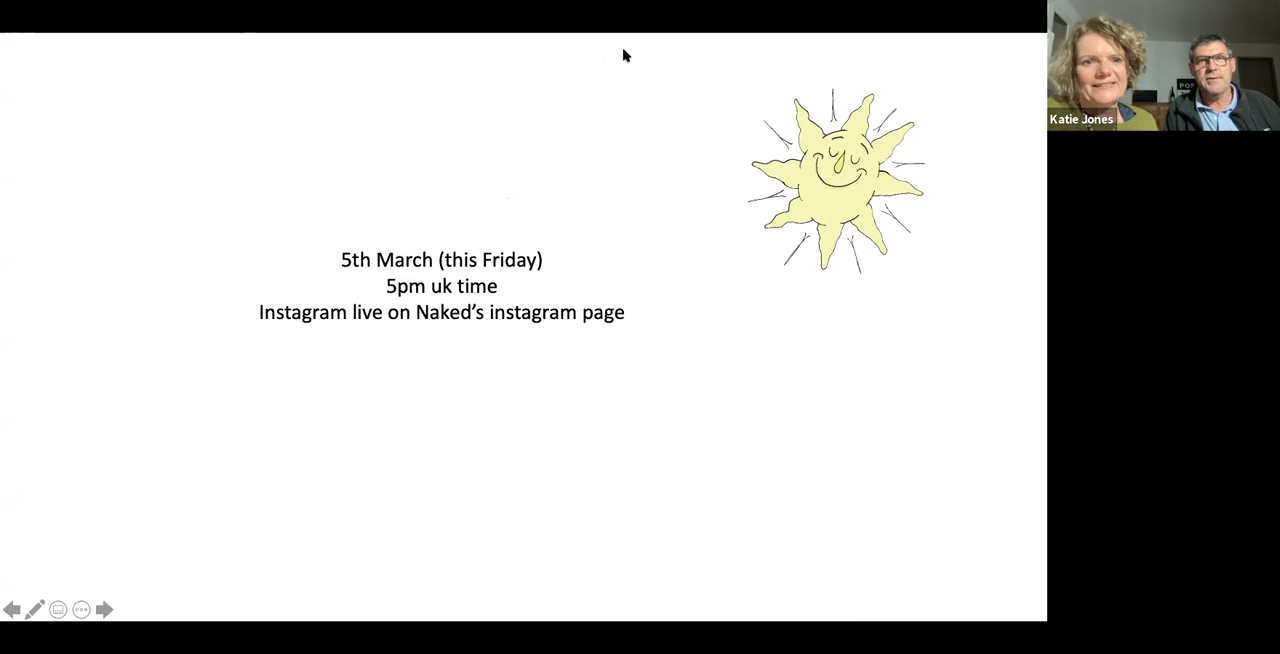 5th March (this Friday)
5pm uk time
Instagram live on Naked's instagram page
Katie Jones